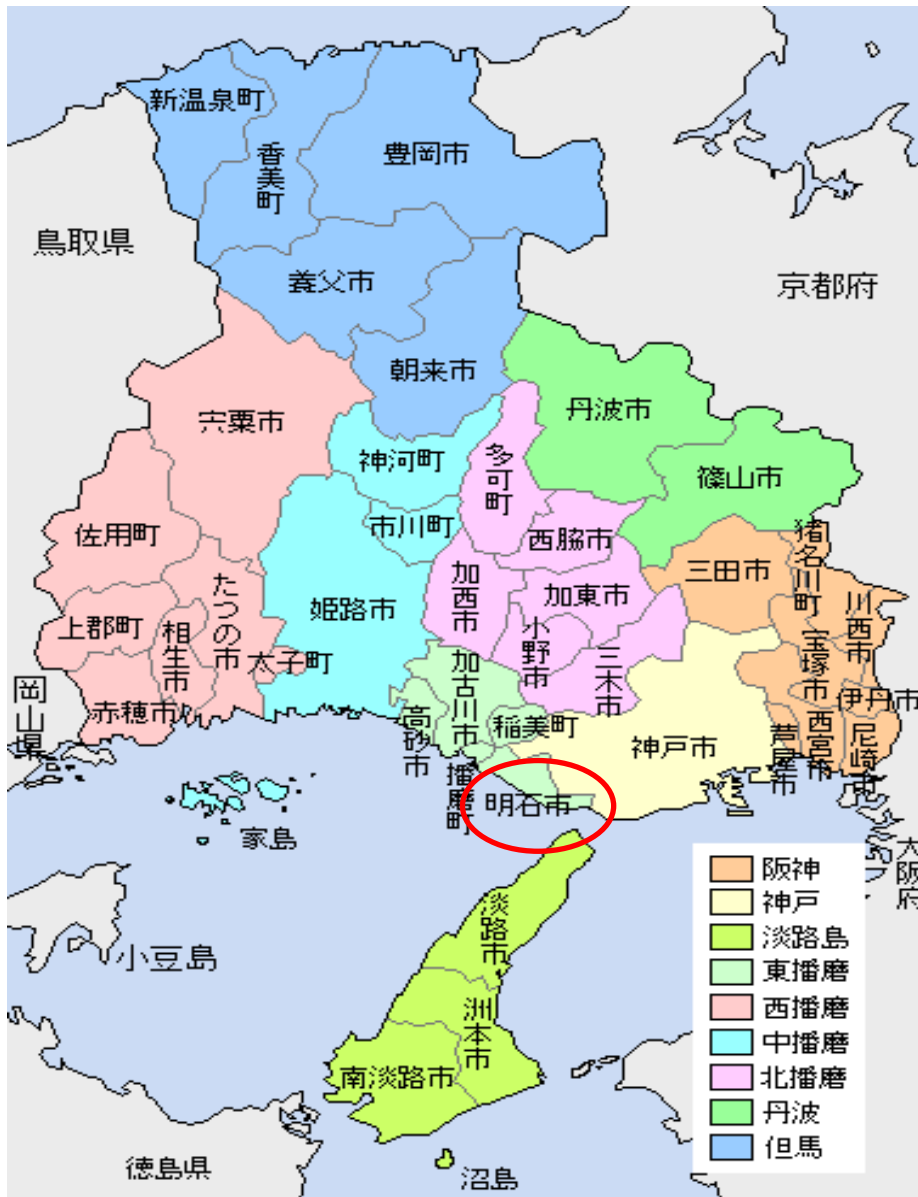 新温泉町
香美町
豊岡市
鳥取県
養父市
京都府
朝来市
丹波市
宍粟市
神河町
多可町
篠山市
佐用町
市川町
西脇市
猪名川町
三田市
たつの市
加西市
加東市
川西市
姫路市
上郡町
相生市
小野市
宝塚市
太子町
加古川市
三木市
伊丹市
岡山県
赤穂市
高砂市
稲美町
神戸市
芦屋市
西宮市
尼崎市
播磨町
明石市
家島
大阪府
淡路市
小豆島
洲本市
南淡路市
徳島県
沼島
阪神
神戸
淡路島
東播磨
西播磨
中播磨
北播磨
丹波
但馬